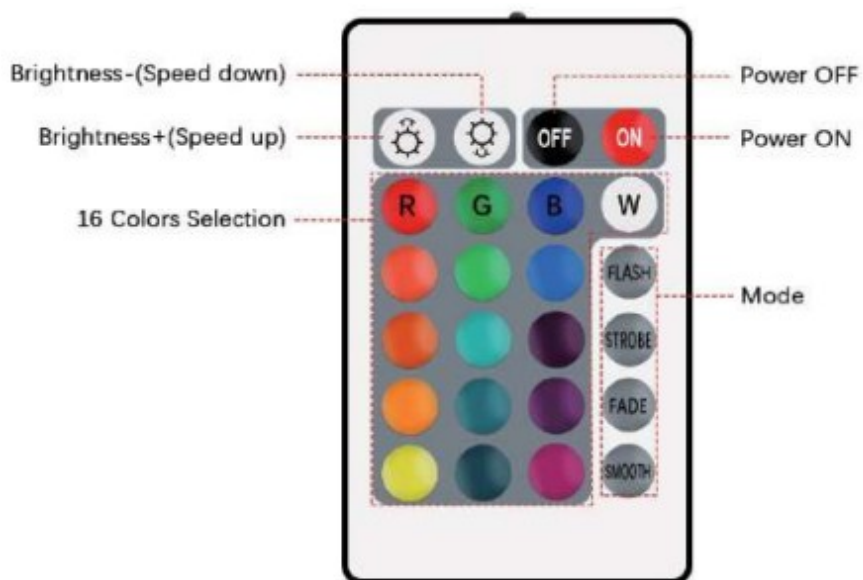 Brightness-(Speed down)
Power OFF
Brightness+(Speed up)
OFF
ON
Power ON
16 Colors Selection
R
G
B
W
FLASH
Mode
STROBE
FADE
SMOOTH